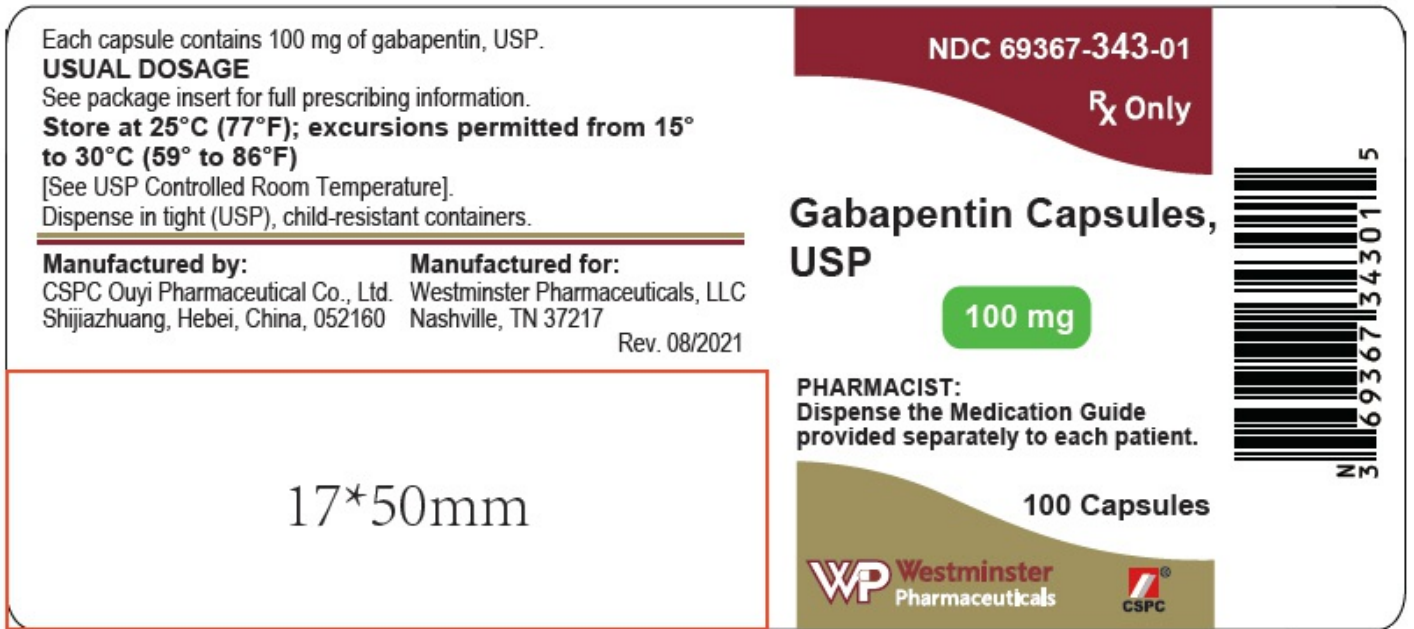 Each capsule contains 100 mg of gabapentin, USP.
USUAL DOSAGE
See package insert for full prescribing information.
Store at 25°C (77°F); excursions permitted from 15°
to 30°C (59° to 86°F)
[See USP Controlled Room Temperature].
Dispense in tight (USP), child-resistant containers.
Manufactured by:
CSPC Ouyi Pharmaceutical Co., Ltd.
Shijiazhuang, Hebei, China, 052160
Manufactured for:
Westminster Pharmaceuticals, LLC
Nashville, TN 37217
Rev. 08/2021
17*50mm
NDC 69367-343-01
Rx Only
Gabapentin Capsules,
USP
100 mg
PHARMACIST:
Dispense the Medication Guide
provided separately to each patient.
100 Capsules
WP Westminster
Pharmaceuticals
®
CSPC
N
3 69367 34301 5